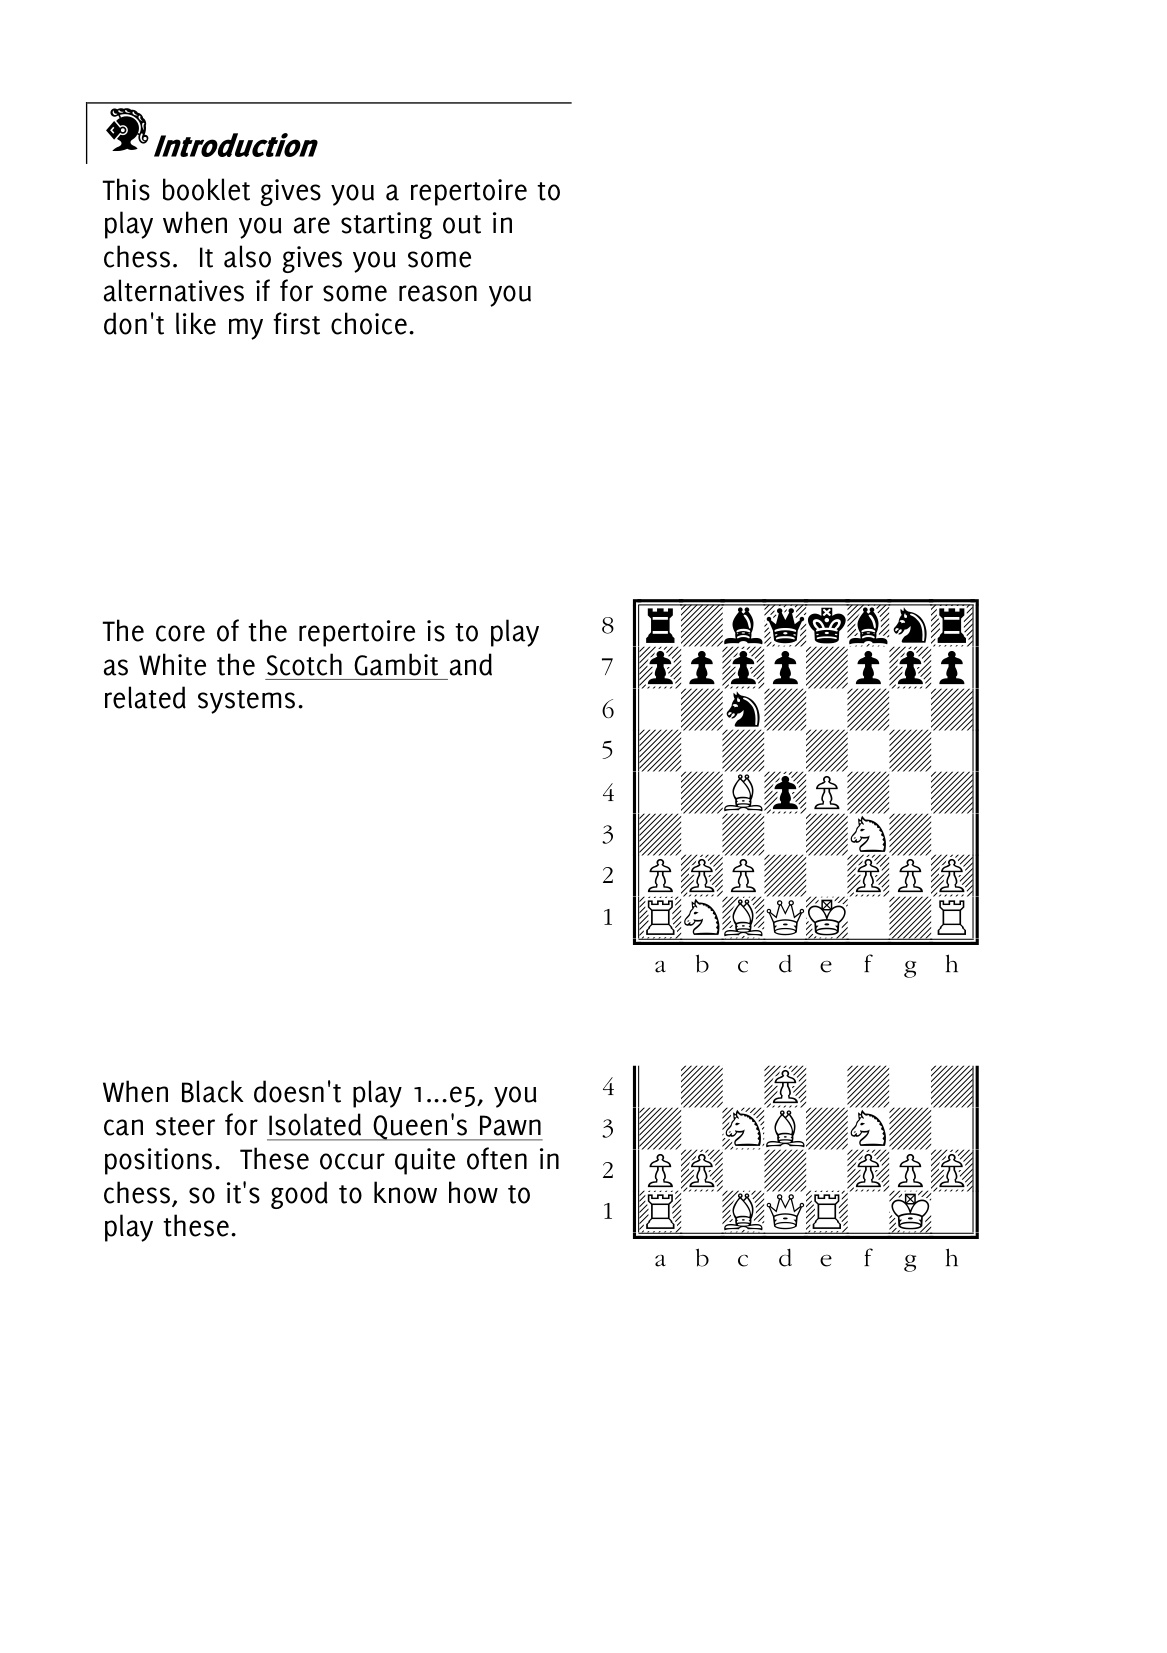 Introduction
This booklet gives you a repertoire to
play when you are starting out in
chess.  It also gives you some
alternatives if for some reason you
don't like my first choice.
The core of the repertoire is to play
as White the Scotch Gambit and
related systems.
8
7
6
5
4
3
2
1
a b c d e f g h
When Black doesn't play 1...e5, you
can steer for Isolated Queen's Pawn
positions.  These occur quite often in
chess, so it's good to know how to
play these.
4
3
2
1
a b c d e f g h